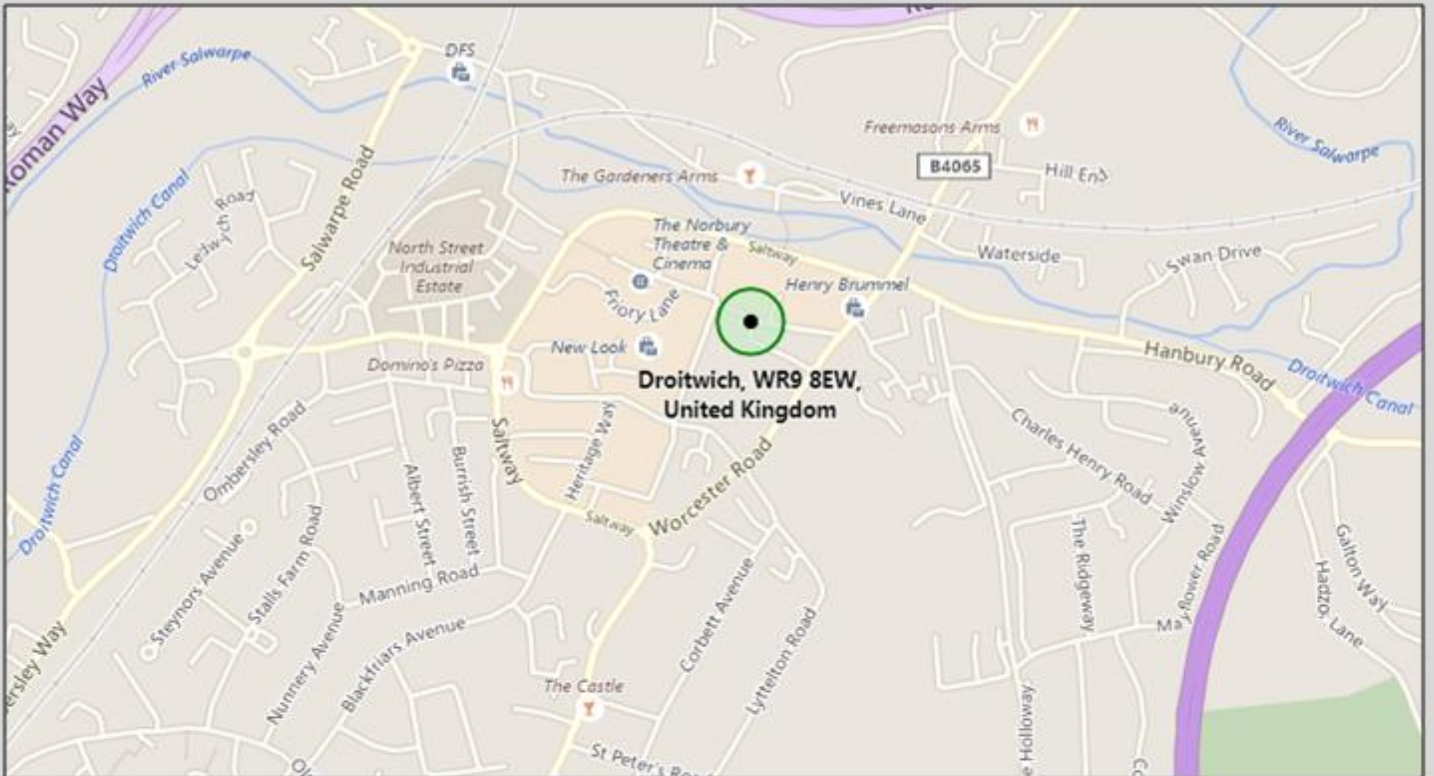 DFS
River Salwarpe
Roman Way
Freemasons Arms
B4065
Hill End
River Salwarpe
The Gardeners Arms
Vines Lane
Droitwich Canal
Ledwych Road
Salwarpe Road
North Street
Industrial
Estate
The Norbury
Theatre &
Cinema
Saltway
Waterside
Swan Drive
Henry Brummel
Friory Lane
New Look
Domino's Pizza
Droitwich, WR9 8EW,
United Kingdom
Hanbury Road
Droitwich Canal
Ombersley Road
Saltway
Heritage Way
Albert Street
Burrish Street
Worcester Road
Saltway
Charles Henry Road
Winslow Avenue
Droitwich Canal
Steynors Avenue
Stalls Farm Road
Manning Road
Nunnery Avenue
Blackfriars Avenue
Corbett Avenue
Lyttelton Road
The Ridgeway
Mayflower Road
Galton Way
Hadzo, Lane
ersley Way
The Castle
St Peter's
e Holloway